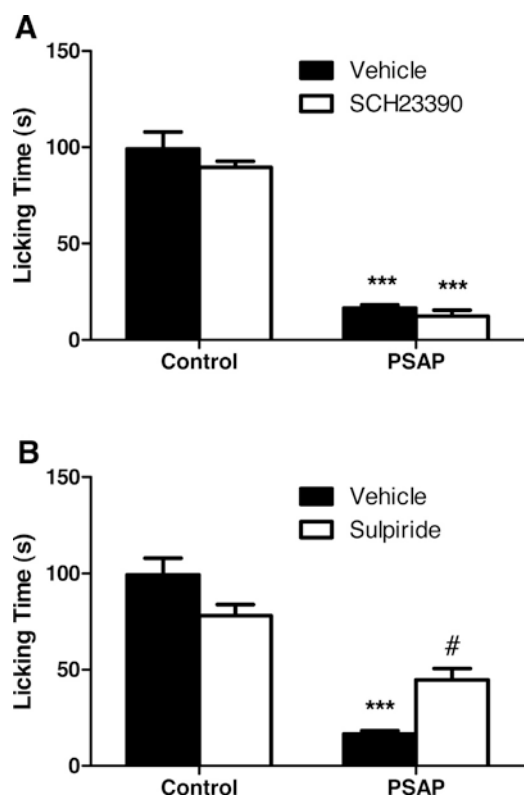 A
150
Vehicle
SCH23390
100
Licking Time (s)
50
*** ***
0
Control PSAP
B
150
Vehicle
Sulpiride
100
Licking Time (s)
50
#
***
0
Control PSAP